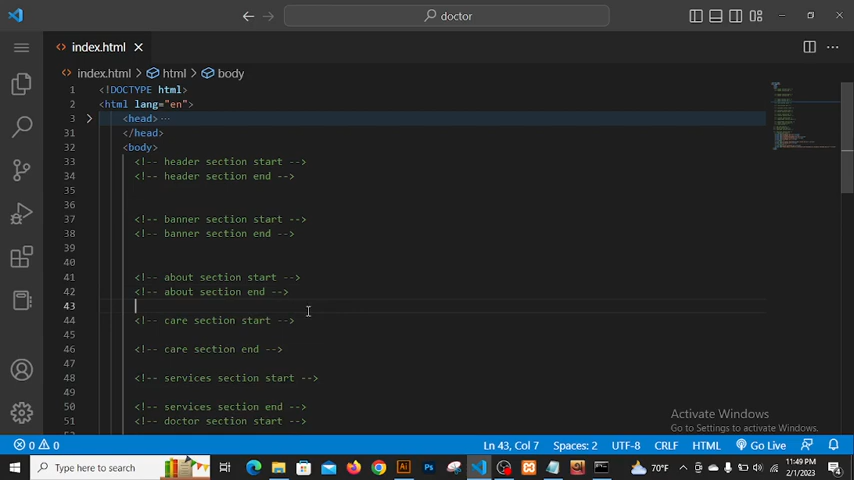 doctor
index.html
index.html > html > body
1 <!DOCTYPE html>
2 <html lang="en">
3 <head> ···
31 </head>
32 <body>
33 <!-- header section start -->
34 <!-- header section end -->
35
36
37 <!-- banner section start -->
38 <!-- banner section end -->
39
40
41 <!-- about section start -->
42 <!-- about section end -->
43
44 <!-- care section start -->
45
46 <!-- care section end -->
47
48 <!-- services section start -->
49
50 <!-- services section end -->
51 <!-- doctor section start -->
Activate Windows
Go to Settings to activate Windows.
0 0 Ln 43, Col 7 Spaces: 2 UTF-8 CRLF HTML Go Live
Type here to search Ai Ps 70°F 11:49 PM
2/1/2023 4